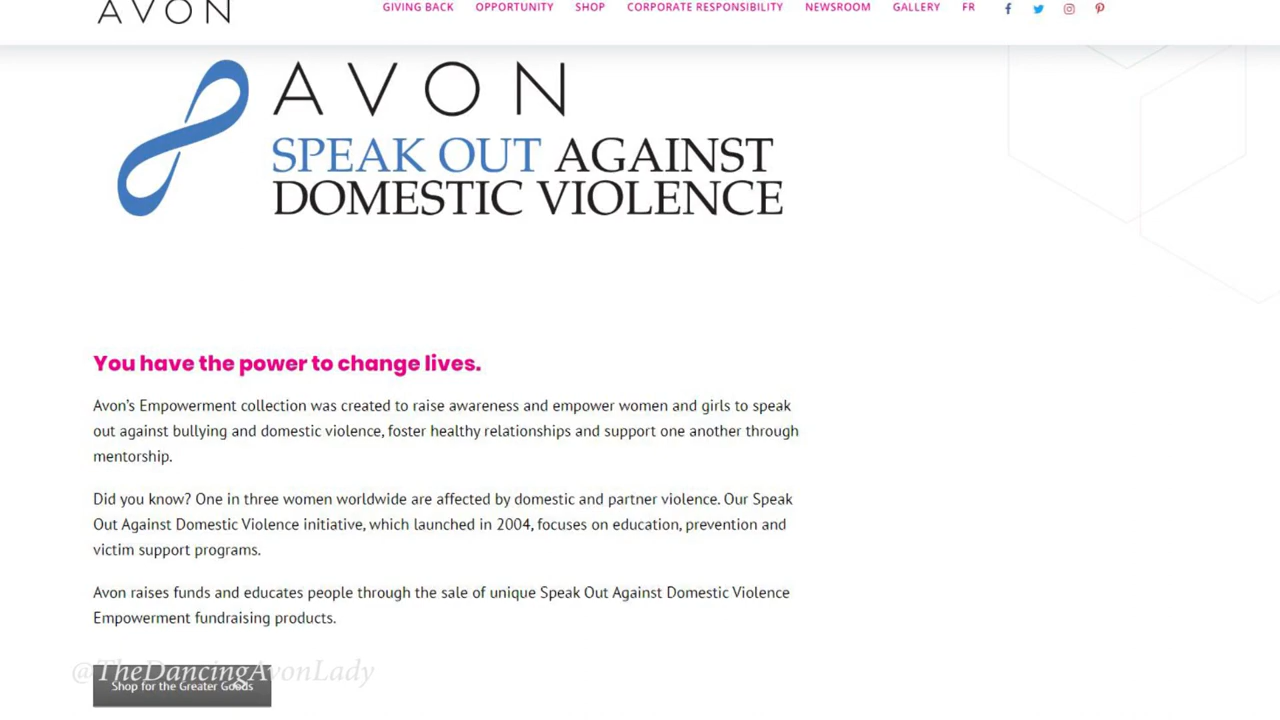 AVON
GIVING BACK OPPORTUNITY SHOP CORPORATE RESPONSIBILITY NEWSROOM GALLERY FR
AVON
SPEAK OUT AGAINST
DOMESTIC VIOLENCE
You have the power to change lives.
Avon's Empowerment collection was created to raise awareness and empower women and girls to speak
out against bullying and domestic violence, foster healthy relationships and support one another through
mentorship.
Did you know? One in three women worldwide are affected by domestic and partner violence. Our Speak
Out Against Domestic Violence initiative, which launched in 2004, focuses on education, prevention and
victim support programs.
Avon raises funds and educates people through the sale of unique Speak Out Against Domestic Violence
Empowerment fundraising products.
@TheDancingAvonLady
Shop for the Greater Goods